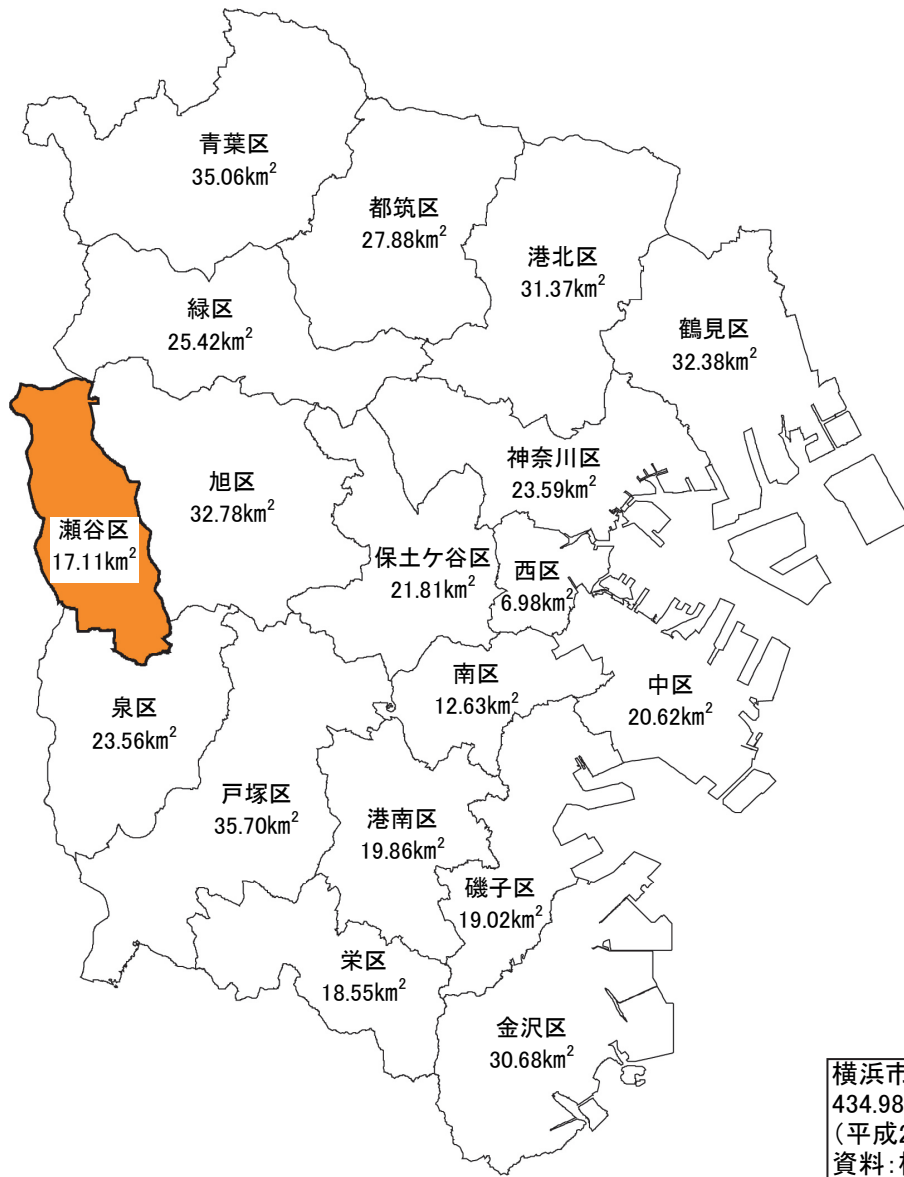 青葉区
35.06km²
都筑区
27.88km²
港北区
31.37km²
緑区
25.42km²
鶴見区
32.38km²
神奈川区
23.59km²
旭区
32.78km²
瀬谷区
17.11km²
保土ケ谷区
21.81km²
西区
6.98km²
南区
12.63km²
中区
20.62km²
泉区
23.56km²
戸塚区
35.70km²
港南区
19.86km²
磯子区
19.02km²
栄区
18.55km²
金沢区
30.68km²
横浜市
434.98
(平成2
資料: